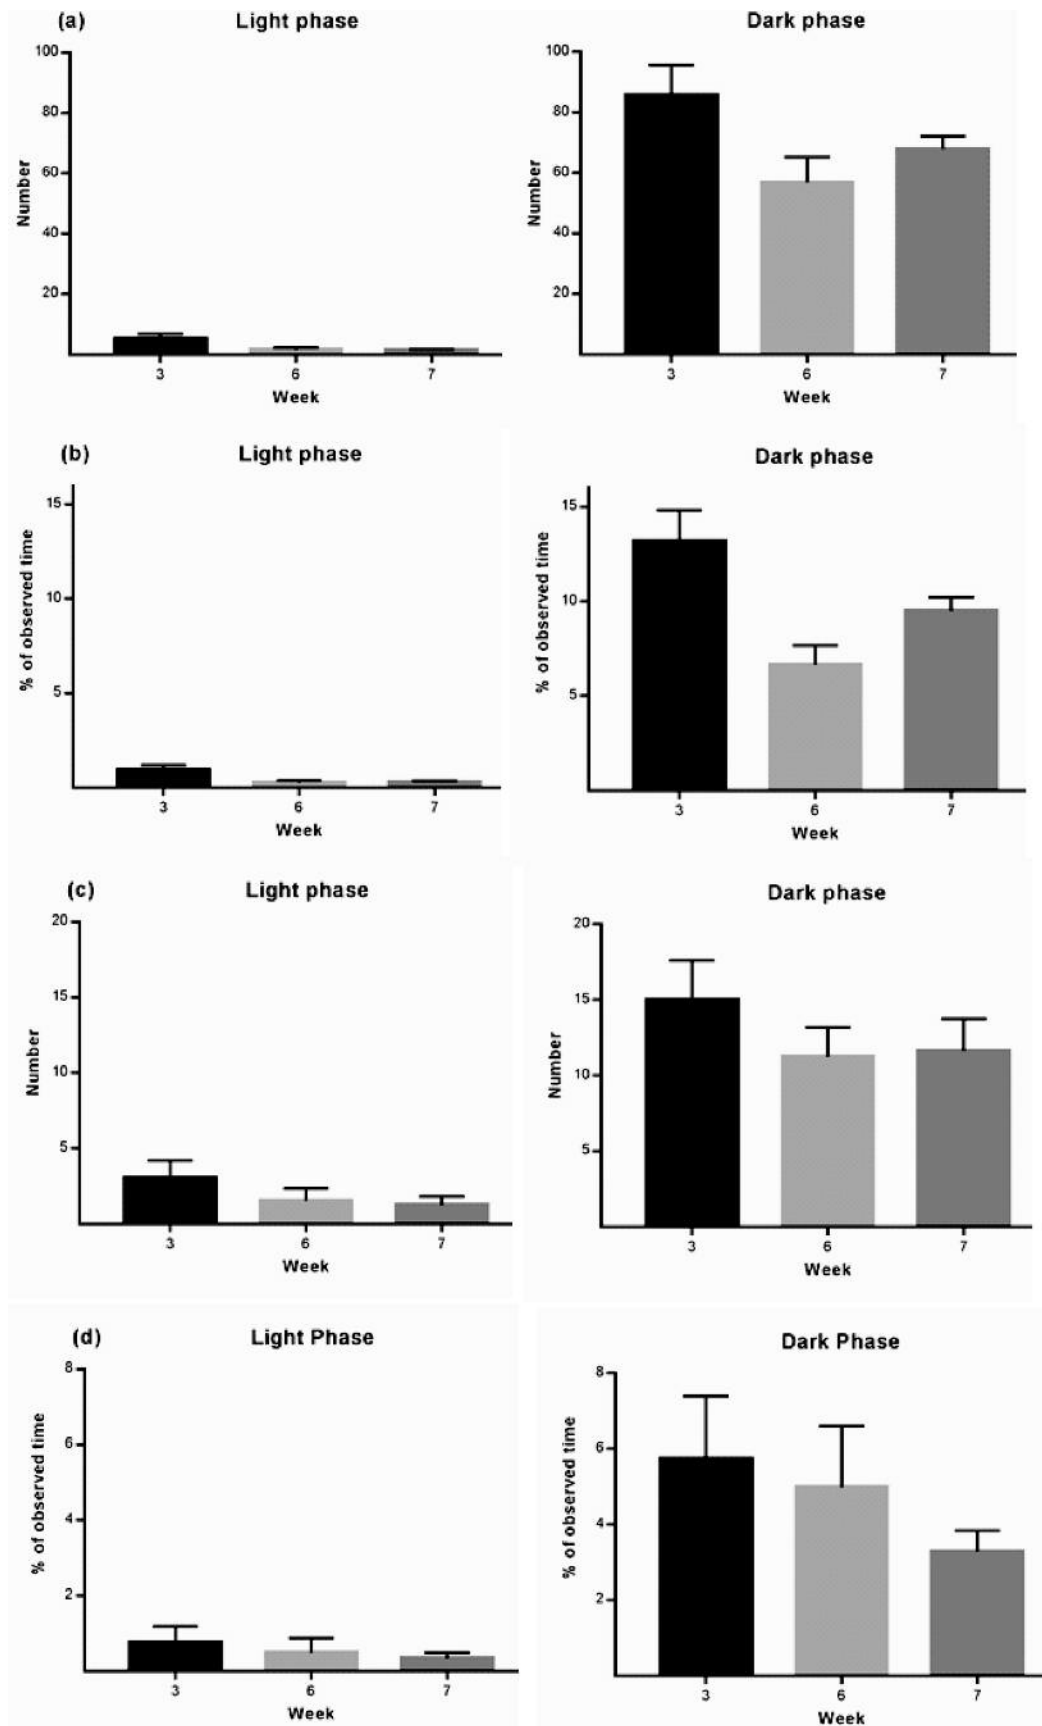 (a)
Light phase
100
80
60
40
20
Number
3 6 7
Week
Dark phase
100
80
60
40
20
Number
3 6 7
Week
(b)
Light phase
15
10
5
% of observed time
3 6 7
Week
Dark phase
15
10
5
% of observed time
3 6 7
Week
(c)
Light phase
20
15
10
5
Number
3 6 7
Week
Dark phase
20
15
10
5
Number
3 6 7
Week
(d)
Light Phase
8
6
4
2
% of observed time
3 6 7
Week
Dark Phase
8
6
4
2
% of observed time
3 6 7
Week